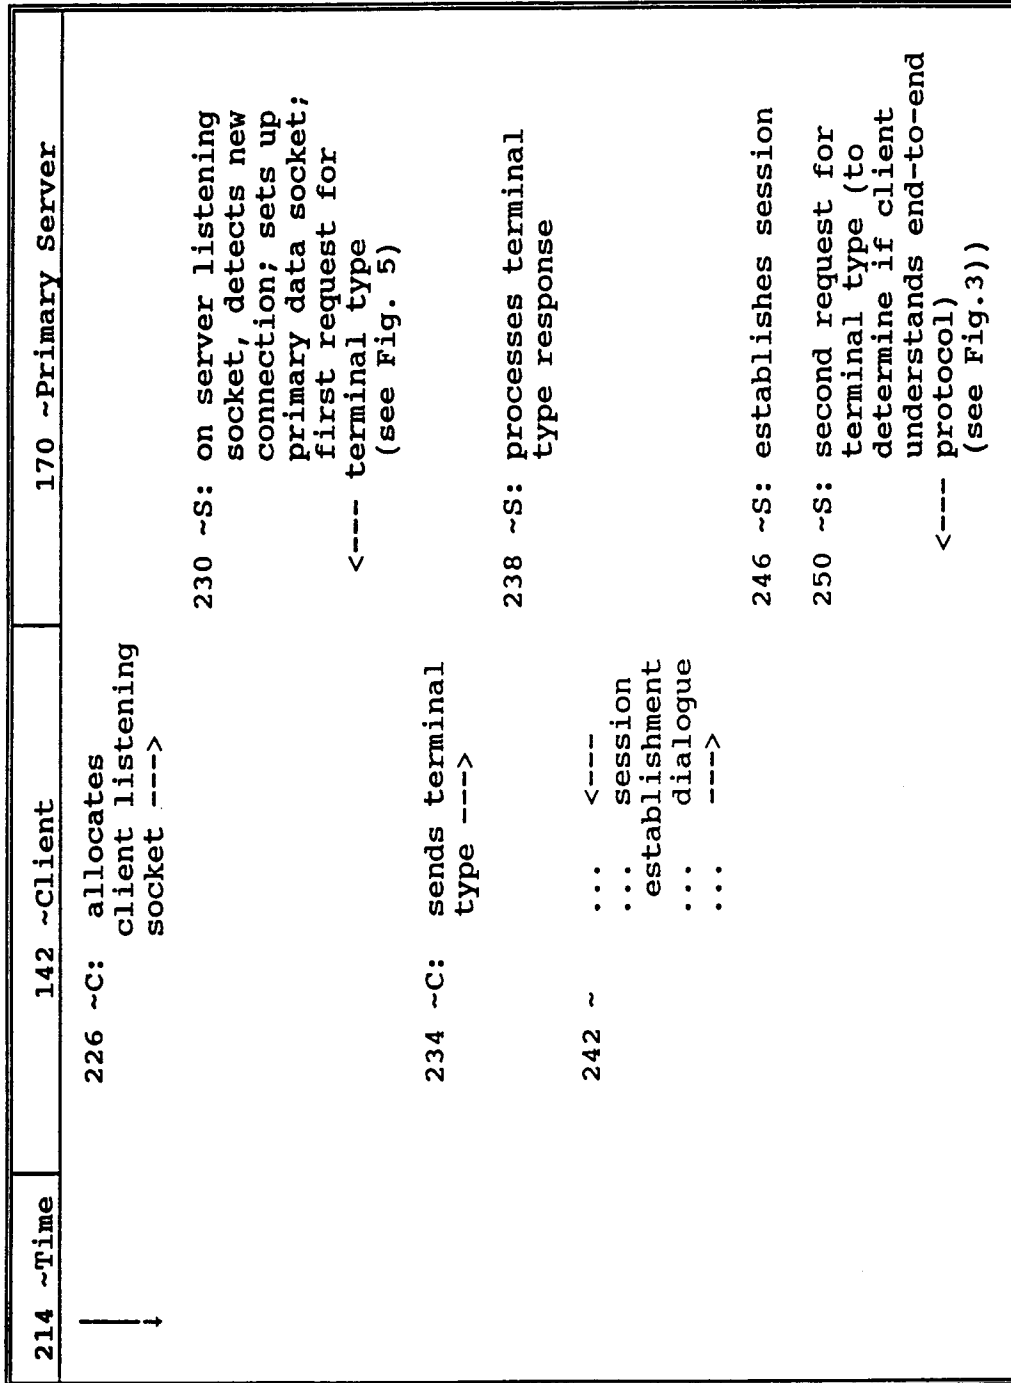 214 ~Time 142 ~Client 170 ~Primary Server
226 ~C: allocates
client listening
socket --->
230 ~S: on server listening
socket, detects new
connection; sets up
primary data socket;
first request for
<--- terminal type
(see Fig. 5)
234 ~C: sends terminal
type --->
238 ~S: processes terminal
type response
242 ~ ... <---
... session
establishment
... dialogue
... --->
246 ~S: establishes session
250 ~S: second request for
terminal type (to
determine if client
understands end-to-end
<--- protocol)
(see Fig.3))